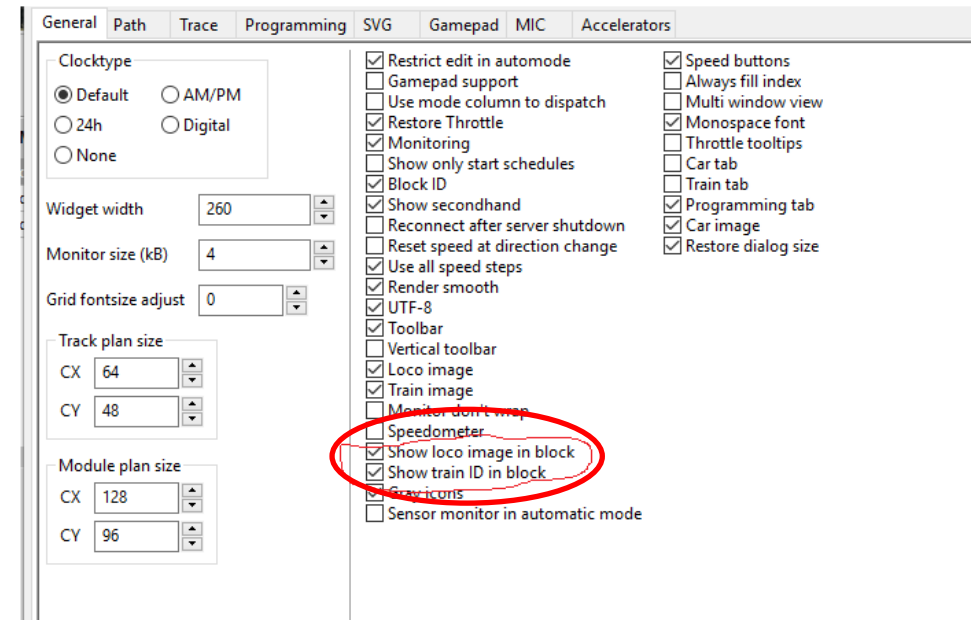 General Path Trace Programming SVG Gamepad MIC Accelerators
Clocktype
Default AM/PM
24h Digital
None
Widget width 260
Monitor size (kB) 4
Grid fontsize adjust 0
Track plan size
CX 64
CY 48
Module plan size
CX 128
CY 96
Restrict edit in automode
Gamepad support
Use mode column to dispatch
Restore Throttle
Monitoring
Show only start schedules
Block ID
Show secondhand
Reconnect after server shutdown
Reset speed at direction change
Use all speed steps
Render smooth
UTF-8
Toolbar
Vertical toolbar
Loco image
Train image
Monitor don't wrap
Speedometer
Show loco image in block
Show train ID in block
Gray icons
Sensor monitor in automatic mode
Speed buttons
Always fill index
Multi window view
Monospace font
Throttle tooltips
Car tab
Train tab
Programming tab
Car image
Restore dialog size